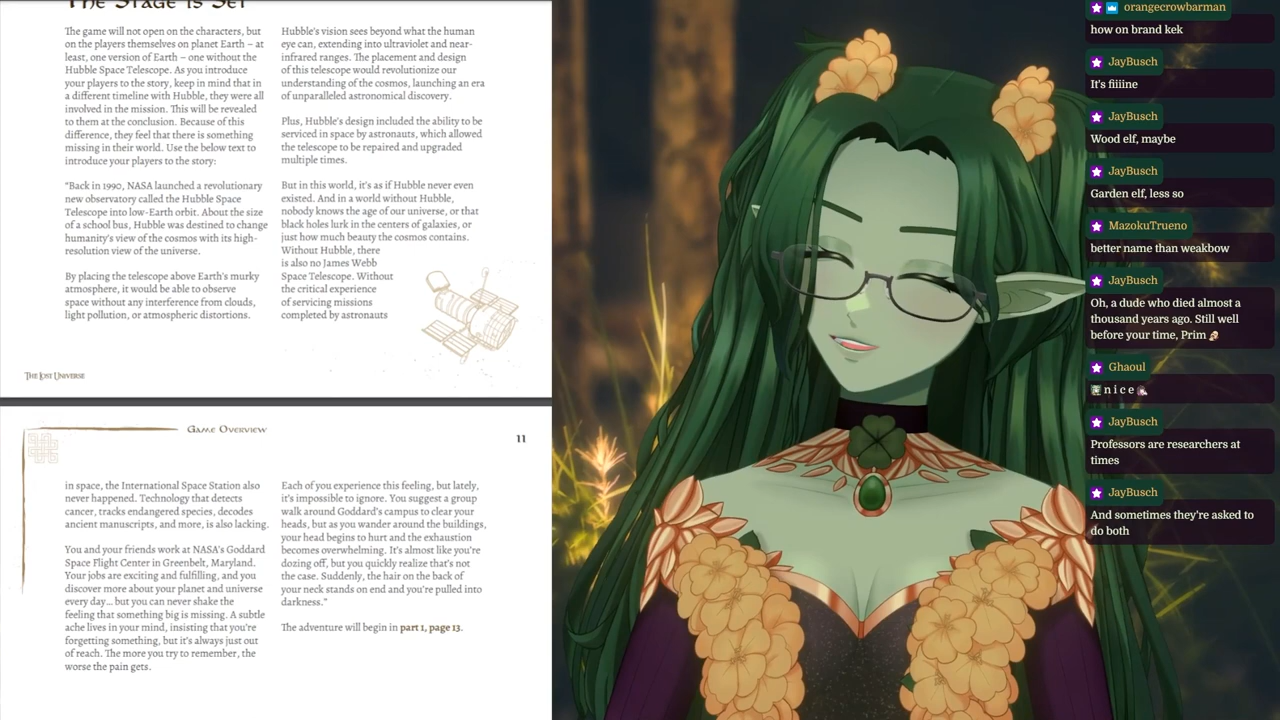 The Stage is Set
The game will not open on the characters, but
on the players themselves on planet Earth – at
least, one version of Earth – one without the
Hubble Space Telescope. As you introduce
your players to the story, keep in mind that in
a different timeline with Hubble, they were all
involved in the mission. This will be revealed
to them at the conclusion. Because of this
difference, they feel that there is something
missing in their world. Use the below text to
introduce your players to the story:
“Back in 1990, NASA launched a revolutionary
new observatory called the Hubble Space
Telescope into low-Earth orbit. About the size
of a school bus, Hubble was destined to change
humanity’s view of the cosmos with its high-
resolution view of the universe.
By placing the telescope above Earth’s murky
atmosphere, it would be able to observe
space without any interference from clouds,
light pollution, or atmospheric distortions.
Hubble’s vision sees beyond what the human
eye can, extending into ultraviolet and near-
infrared ranges. The placement and design
of this telescope would revolutionize our
understanding of the cosmos, launching an era
of unparalleled astronomical discovery.
Plus, Hubble’s design included the ability to be
serviced in space by astronauts, which allowed
the telescope to be repaired and upgraded
multiple times.
But in this world, it’s as if Hubble never even
existed. And in a world without Hubble,
nobody knows the age of our universe, or that
black holes lurk in the centers of galaxies, or
just how much beauty the cosmos contains.
Without Hubble, there
is also no James Webb
Space Telescope. Without
the critical experience
of servicing missions
completed by astronauts
The Lost Universe
Game Overview
11
in space, the International Space Station also
never happened. Technology that detects
cancer, tracks endangered species, decodes
ancient manuscripts, and more, is also lacking.
You and your friends work at NASA’s Goddard
Space Flight Center in Greenbelt, Maryland.
Your jobs are exciting and fulfilling, and you
discover more about your planet and universe
every day... but you can never shake the
feeling that something big is missing. A subtle
ache lives in your mind, insisting that you’re
forgetting something, but it’s always just out
of reach. The more you try to remember, the
worse the pain gets.
Each of you experience this feeling, but lately,
it’s impossible to ignore. You suggest a group
walk around Goddard’s campus to clear your
heads, but as you wander around the buildings,
your head begins to hurt and the exhaustion
becomes overwhelming. It’s almost like you’re
dozing off, but you quickly realize that’s not
the case. Suddenly, the hair on the back of
your neck stands on end and you’re pulled into
darkness.”
The adventure will begin in part 1, page 13.
orangecrowbarman
how on brand kek
JayBusch
It's fiiiine
JayBusch
Wood elf, maybe
JayBusch
Garden elf, less so
MazokuTrueno
better name than weakbow
JayBusch
Oh, a dude who died almost a
thousand years ago. Still well
before your time, Prim
Ghaoul
n i c e
JayBusch
Professors are researchers at
times
JayBusch
And sometimes they're asked to
do both